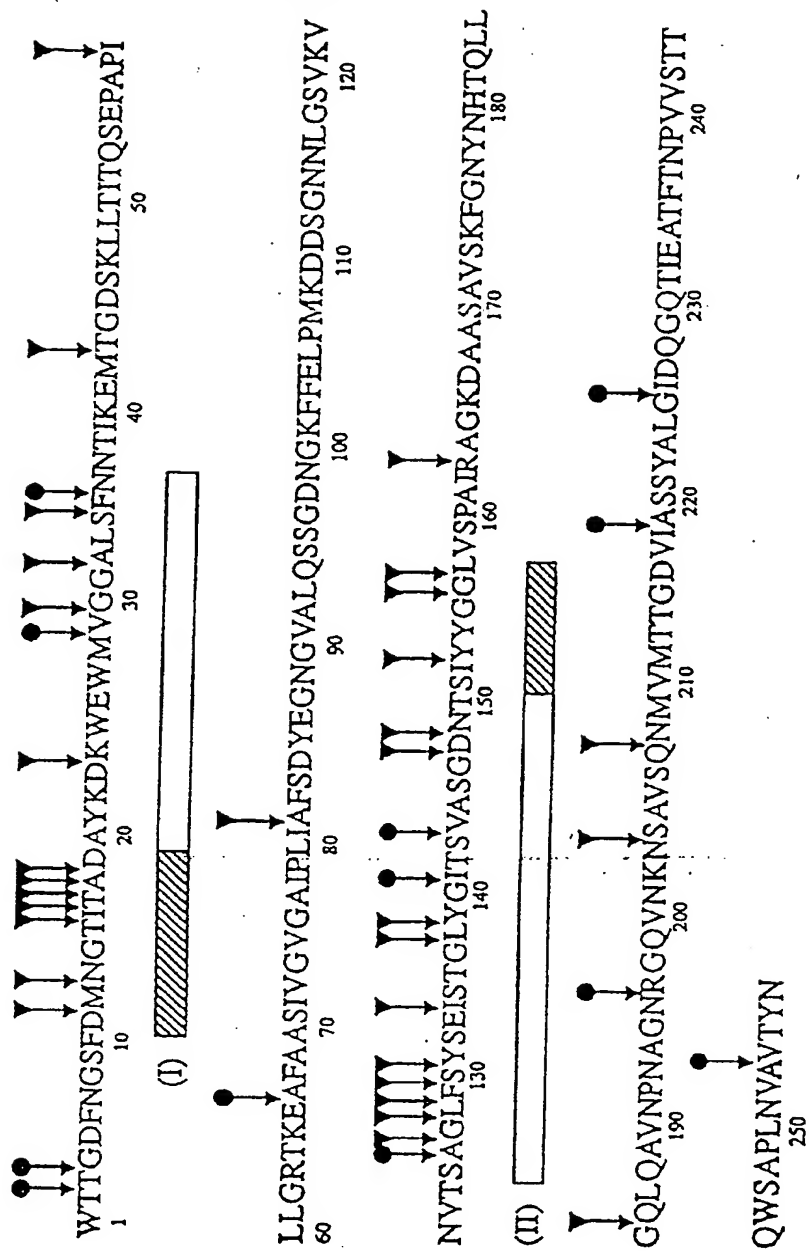 WTTGDFNGSFDMNGTITADAYKDKWEWMVGGALSFNNTIKEMTGDSKLLTITQSEPAPI
1 10 20 30 40 50
(I)
LLGRTKEAFAASIVGVGAIPLIAFSDYEGNGVALQSSGDNGKFFELPMKDDSGNNLGSVKV
60 70 80 90 100 110 120
NVTSAGLFSYSEISTGLYGITSVASGDNTSIYYGGLVSPAIRAGKDAASAVSKFGNYNHTQLL
130 140 150 160 170 180
(II)
GQLQAVNPNAGNRGQVNKNSAVSQNMVMTTGDVIASSYALGIDQGQTIEATFTNPVVSTT
190 200 210 220 230 240
QWSAPLNVAVTYN
250